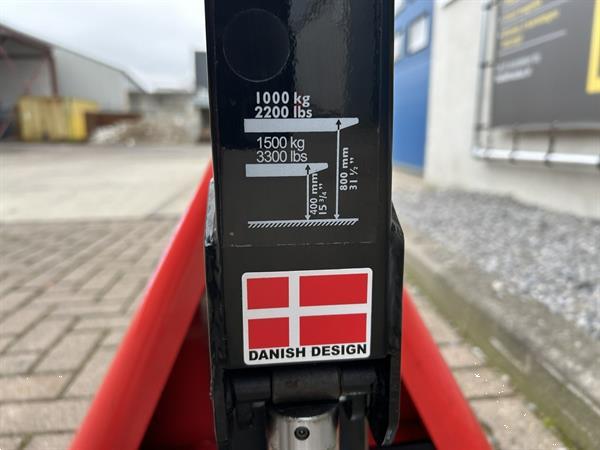 1000 kg
2200 lbs
1500 kg
3300 lbs
400 mm
15 ³/₄"
800 mm
31 ½"
DANISH DESIGN